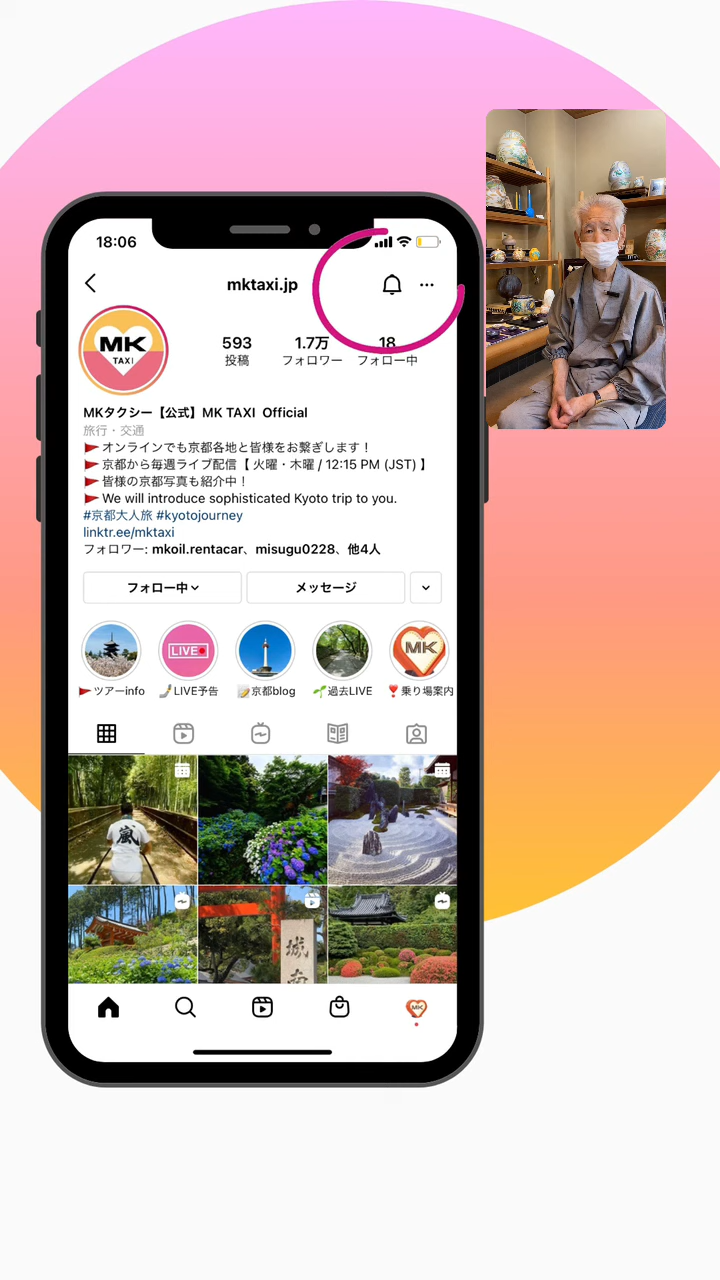 18:06
mktaxi.jp
MK
TAXI
593
1.7万
18
投稿
フォロワー
フォロー中
MKタクシー【公式】MK TAXI Official
旅行・交通
オンラインでも京都各地と皆様をお繋ぎします！
京都から毎週ライブ配信【 火曜・木曜 / 12:15 PM (JST) 】
皆様の京都写真も紹介中！
We will introduce sophisticated Kyoto trip to you.
#京都大人旅 #kyotojourney
linktr.ee/mktaxi
フォロワー: mkoil.rentacar、misugu0228、他4人
フォロー中
メッセージ
LIVE
MK
ツアーinfo
LIVE予告
京都blog
過去LIVE
乗り場案内
嵐
城
南
MK